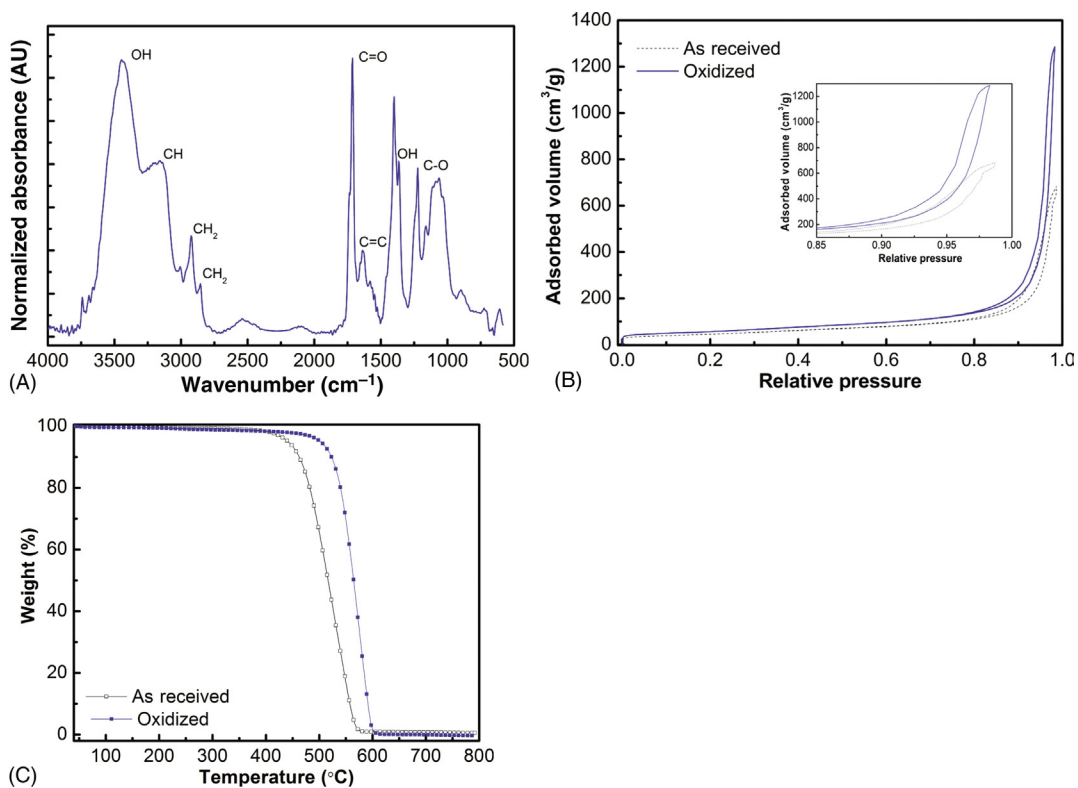 Normalized absorbance (AU)
OH
CH
CH₂
CH₂
C=O
C=C
OH
C-O
4000 3500 3000 2500 2000 1500 1000 500
Wavenumber (cm⁻¹)
(A)
Adsorbed volume (cm³/g)
1400
1200
1000
800
600
400
200
100
0
As received
Oxidized
Adsorbed volume (cm³/g)
1200
1000
800
600
400
200
0.85 0.90 0.95 1.00
Relative pressure
0.0 0.2 0.4 0.6 0.8 1.0
Relative pressure
(B)
Weight (%)
100
80
60
40
20
0
As received
Oxidized
100 200 300 400 500 600 700 800
Temperature (°C)
(C)